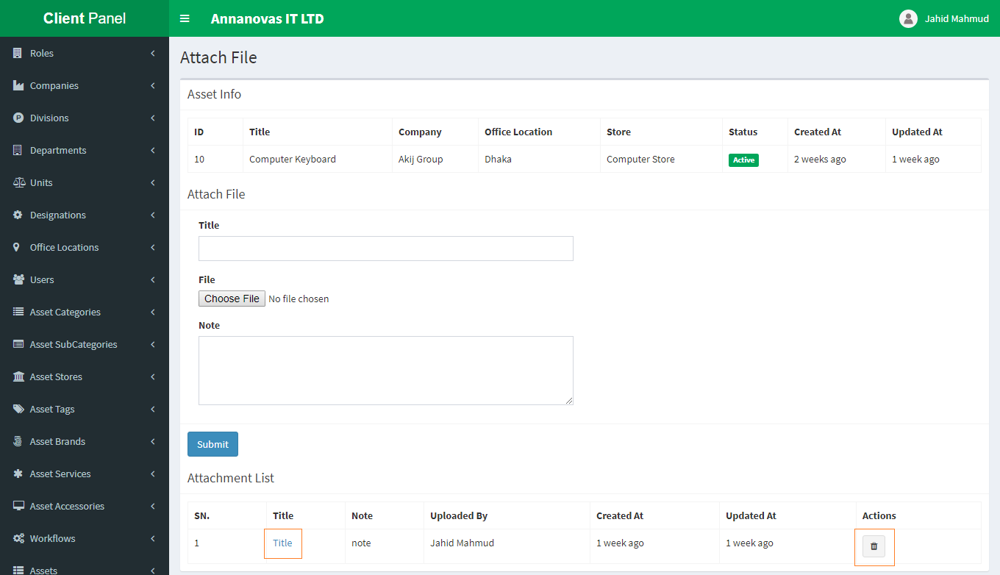 Client Panel
Annanovas IT LTD
Jahid Mahmud
Roles
Companies
Divisions
Departments
Units
Designations
Office Locations
Users
Asset Categories
Asset SubCategories
Asset Stores
Asset Tags
Asset Brands
Asset Services
Asset Accessories
Workflows
Assets
Attach File
Asset Info
ID Title Company Office Location Store Status Created At Updated At
10 Computer Keyboard Akij Group Dhaka Computer Store Active 2 weeks ago 1 week ago
Attach File
Title
File
Choose File No file chosen
Note
Submit
Attachment List
SN. Title Note Uploaded By Created At Updated At Actions
1 Title note Jahid Mahmud 1 week ago 1 week ago